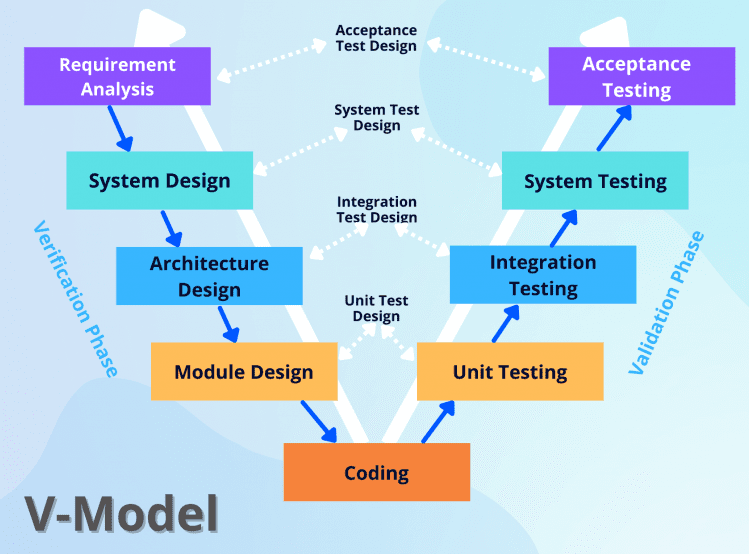 Acceptance
Test Design
Requirement
Analysis
Acceptance
Testing
System Test
Design
System Design
System Testing
Integration
Test Design
Verification Phase
Validation Phase
Architecture
Design
Integration
Testing
Unit Test
Design
Module Design
Unit Testing
Coding
V-Model